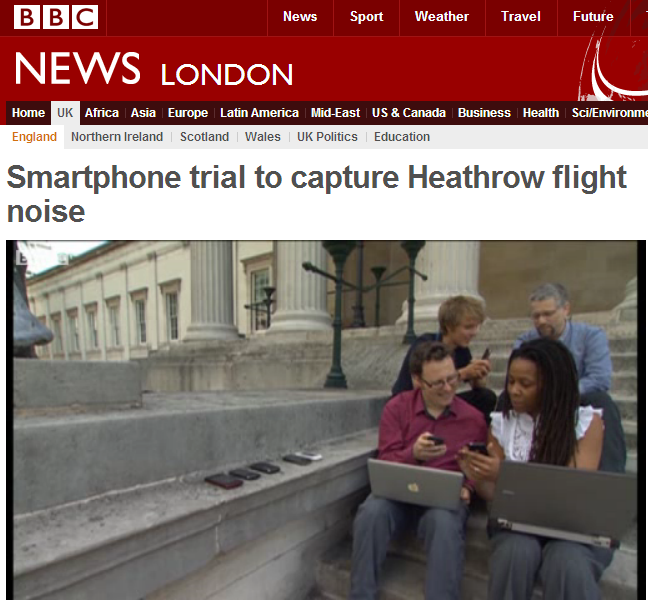 BBC News Sport Weather Travel Future
NEWS LONDON
Home UK Africa Asia Europe Latin America Mid-East US & Canada Business Health Sci/Environme
England Northern Ireland Scotland Wales UK Politics Education
Smartphone trial to capture Heathrow flight
noise